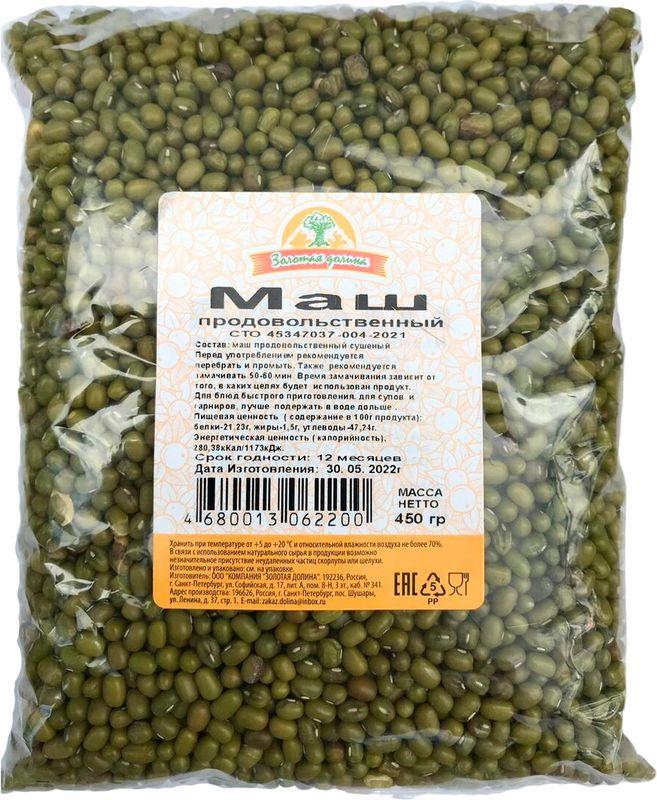 Золотая долина
Маш
продовольственный
СТО 45347037-004-2021
Состав: маш продовольственный сушеный.
Перед употреблением рекомендуется
перебрать и промыть. Также рекомендуется
замачивать 50-60 мин. Время замачивания зависит от
того, в каких целях будет использован продукт.
Для блюд быстрого приготовления, для супов и
гарниров, лучше подержать в воде дольше .
Пищевая ценность ( содержание в 100г продукта):
белки-21,23г, жиры-1,5г, углеводы-47,24г.
Энергетическая ценность ( калорийность).
280,38кКал/1173кДж.
Срок годности: 12 месяцев
Дата Изготовления: 30. 05. 2022г
4 680013 062200
МАССА
НЕТТО
450 гр
Хранить при температуре от +5 до +20 °С и относительной влажности воздуха не более 70%.
В связи с использованием натурального сырья в продукции возможно
незначительное присутствие неудаленных частиц скорлупы или шелухи.
Изготовлено и упаковано: см. на упаковке.
Изготовитель: ООО "КОМПАНИЯ "ЗОЛОТАЯ ДОЛИНА". 192236, Россия,
г. Санкт-Петербург, ул. Софийская, д. 17, лит. А, пом. 8-Н, 3 эт., каб. № 341.
Адрес производства: 196626, Россия, г. Санкт-Петербург, пос. Шушары,
ул. Ленина, д. 37, стр. 1. E-mail: zakaz.dolina@inbox.ru
ЕАС
5
PP